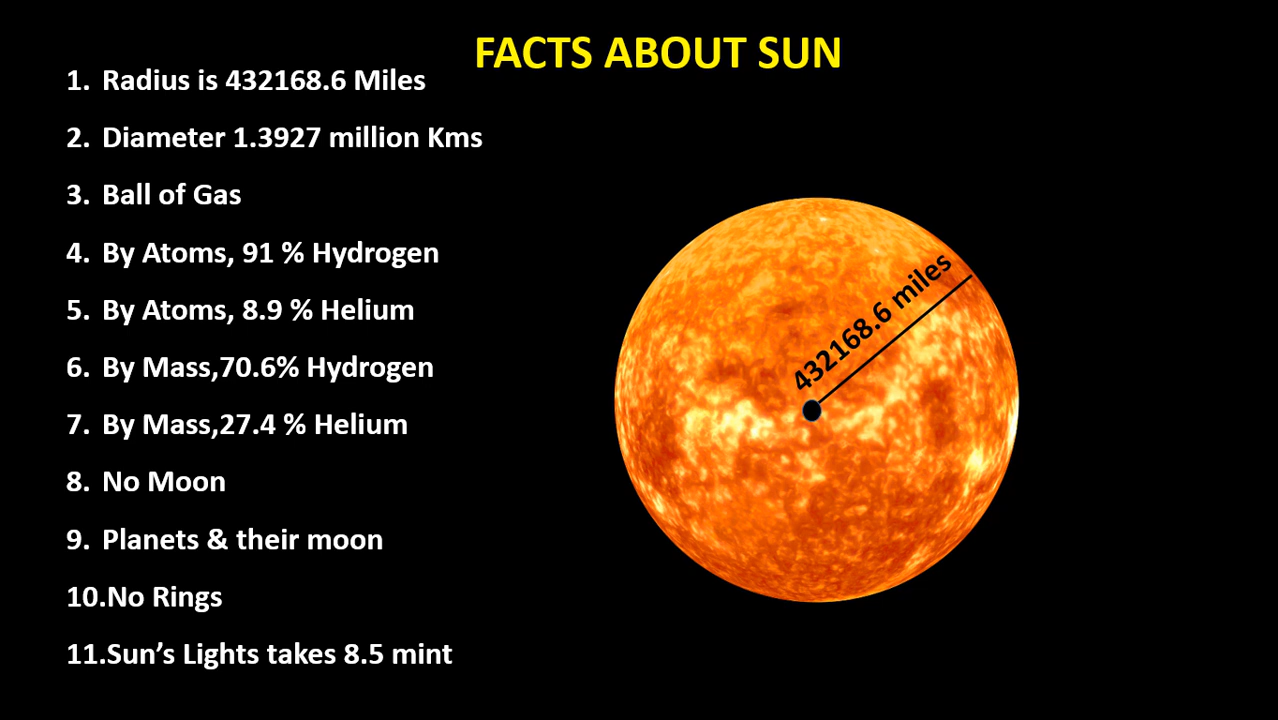 FACTS ABOUT SUN
1. Radius is 432168.6 Miles
2. Diameter 1.3927 million Kms
3. Ball of Gas
4. By Atoms, 91 % Hydrogen
5. By Atoms, 8.9 % Helium
6. By Mass,70.6% Hydrogen
7. By Mass,27.4 % Helium
8. No Moon
9. Planets & their moon
10.No Rings
11.Sun’s Lights takes 8.5 mint
432168.6 miles